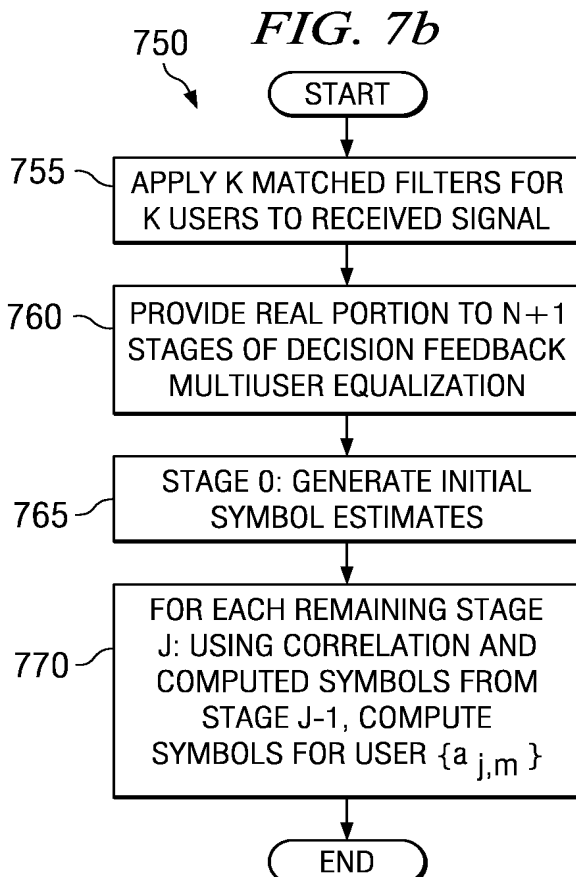 FIG. 7b
750
START
755
APPLY K MATCHED FILTERS FOR
K USERS TO RECEIVED SIGNAL
760
PROVIDE REAL PORTION TO N+1
STAGES OF DECISION FEEDBACK
MULTIUSER EQUALIZATION
765
STAGE 0: GENERATE INITIAL
SYMBOL ESTIMATES
770
FOR EACH REMAINING STAGE
J: USING CORRELATION AND
COMPUTED SYMBOLS FROM
STAGE J-1, COMPUTE
SYMBOLS FOR USER {a j,m }
END